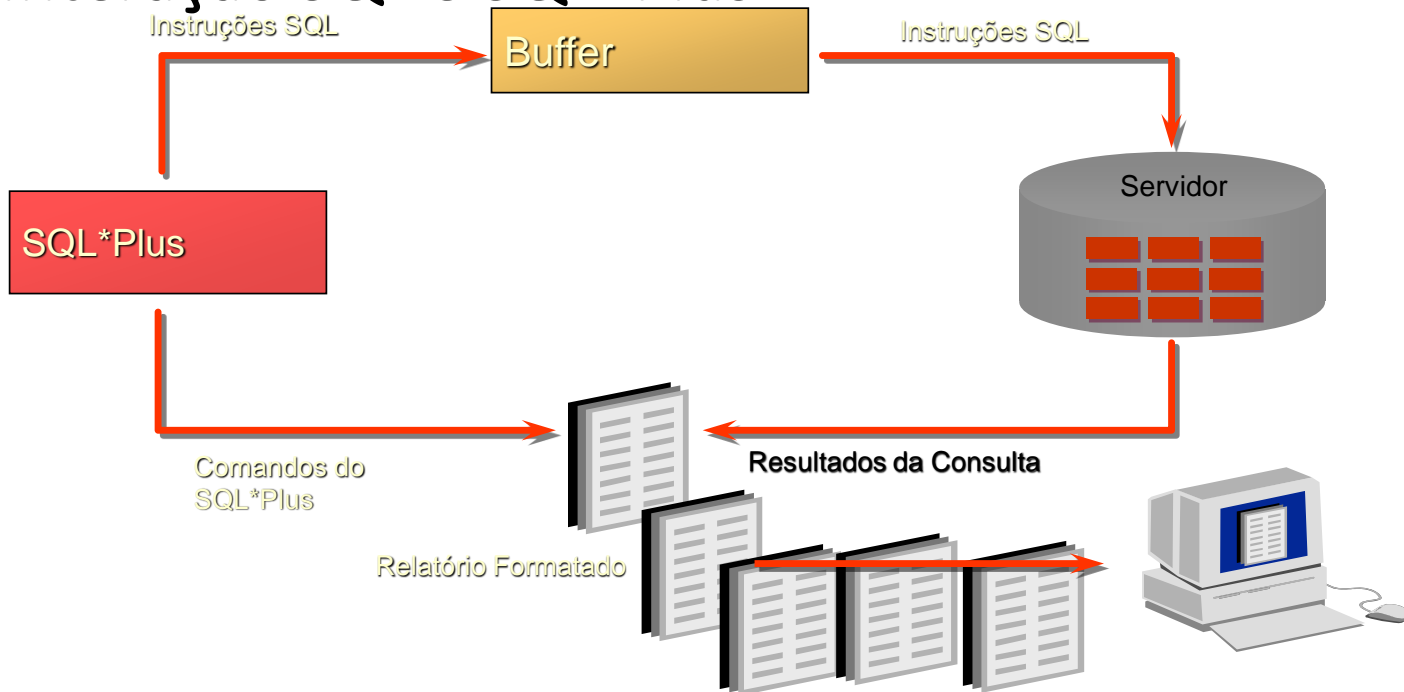 Instruções SQL
Buffer
Instruções SQL
Servidor
SQL*Plus
Comandos do
SQL*Plus
Resultados da Consulta
Relatório Formatado